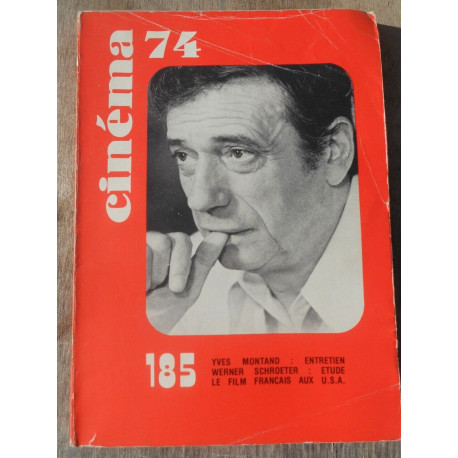 cinéma 74
185
YVES MONTAND : ENTRETIEN
WERNER SCHROETER : ETUDE
LE FILM FRANCAIS AUX U.S.A.